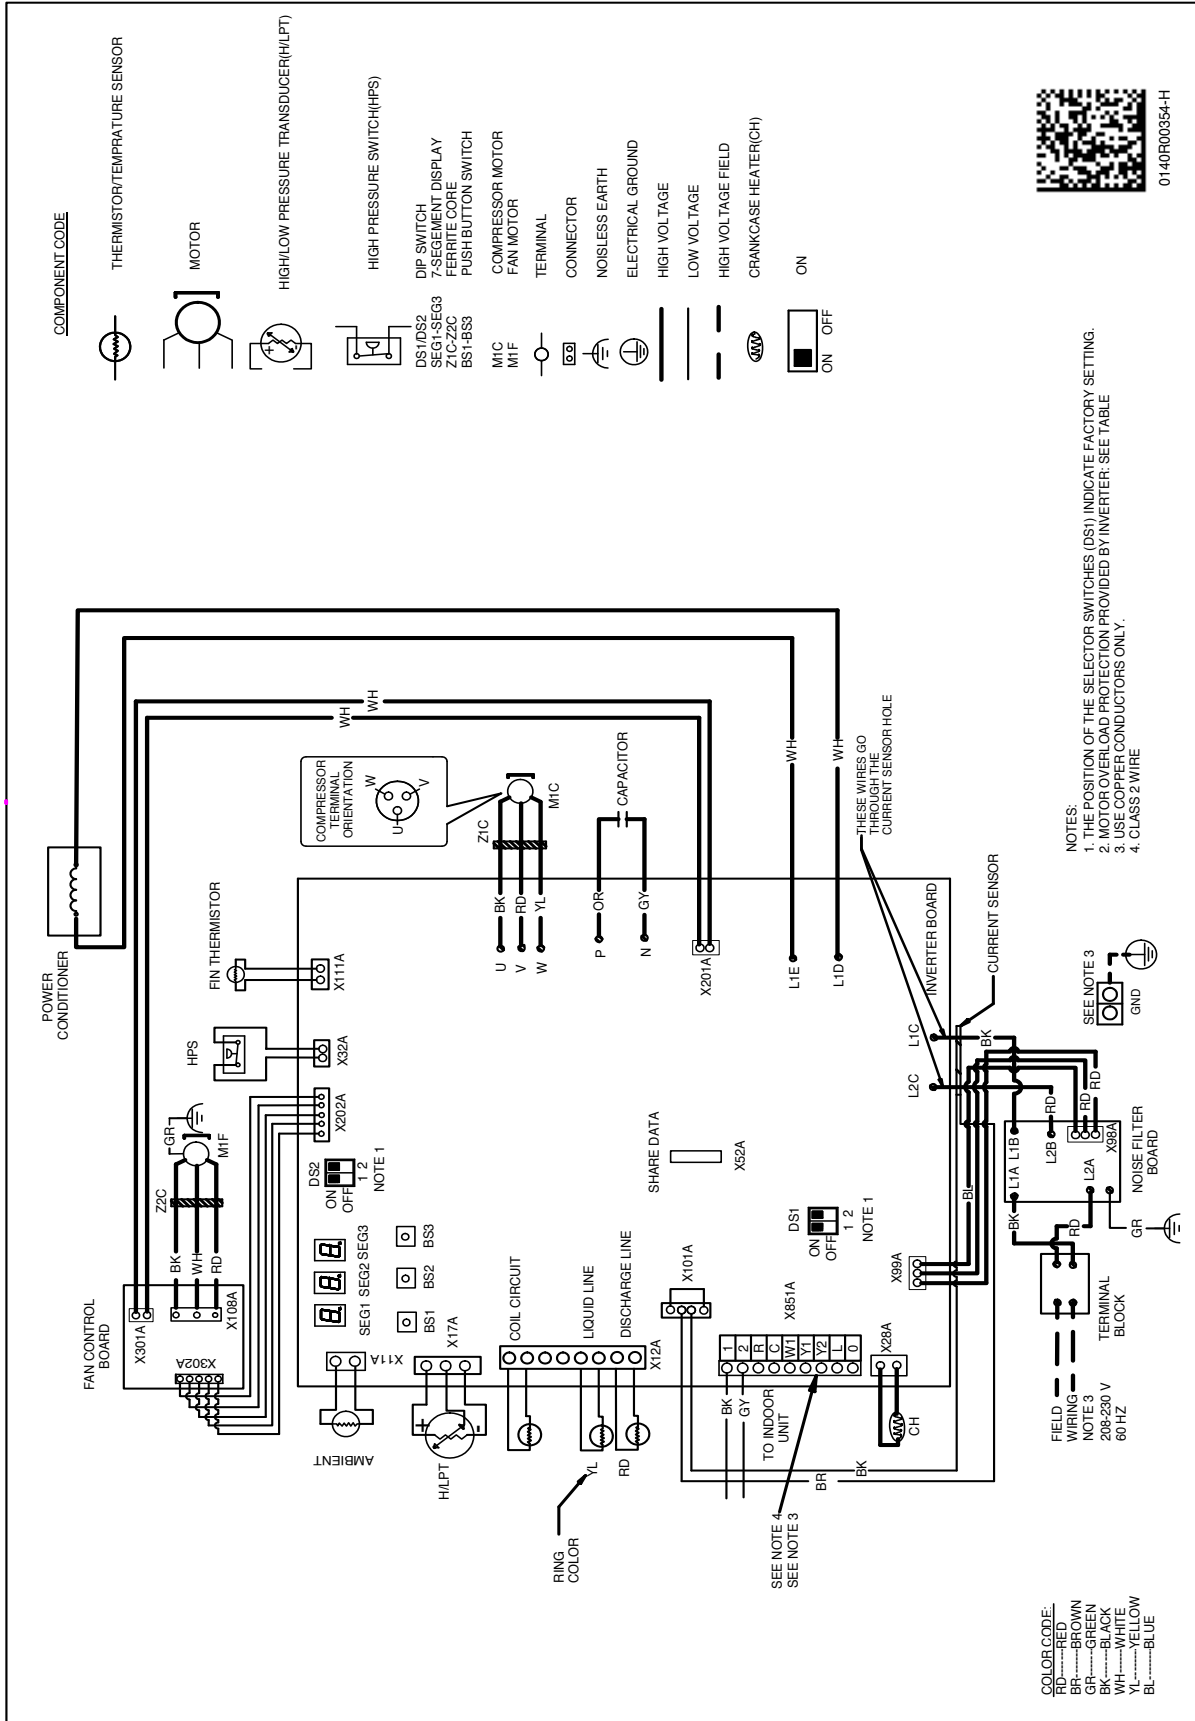 COMPONENT CODE
THERMISTOR/TEMPRATURE SENSOR
MOTOR
HIGH/LOW PRESSURE TRANSDUCER(H/LPT)
HIGH PRESSURE SWITCH(HPS)
DS1/DS2 DIP SWITCH
SEG1-SEG3 7-SEGEMENT DISPLAY
Z1C-Z2C FERRITE CORE
BS1-BS3 PUSH BUTTON SWITCH
M1C COMPRESSOR MOTOR
M1F FAN MOTOR
TERMINAL
CONNECTOR
NOISLESS EARTH
ELECTRICAL GROUND
HIGH VOLTAGE
LOW VOLTAGE
HIGH VOLTAGE FIELD
CRANKCASE HEATER(CH)
ON OFF
ON
0140R00354-H
POWER
CONDITIONER
WH
WH
WH
WH
COMPRESSOR
TERMINAL
ORIENTATION
U
W
V
FIN THERMISTOR
X111A
HPS
X32A
X202A
GR
M1F
Z2C
BK
WH
RD
FAN CONTROL
BOARD
X301A
X108A
X302A
DS2
ON
OFF
1 2
NOTE 1
SEG1 SEG2 SEG3
BS1
BS2
BS3
X11A
AMBIENT
X17A
H/LPT
+
-
COIL CIRCUIT
LIQUID LINE
DISCHARGE LINE
X12A
RING
COLOR
YL
RD
Z1C
M1C
U
V
W
BK
RD
YL
CAPACITOR
P
OR
N
GY
X201A
L1E
L1D
THESE WIRES GO
THROUGH THE
CURRENT SENSOR HOLE
INVERTER BOARD
CURRENT SENSOR
L1C
L2C
SHARE DATA
X52A
DS1
ON
OFF
1 2
NOTE 1
X101A
X851A
1
2
R
C
W1
Y1
Y2
L
0
BK
GY
TO INDOOR
UNIT
SEE NOTE 4
SEE NOTE 3
BR
BK
X28A
CH
X99A
BL
BK
RD
RD
RD
L1A
L1B
L2B
L2A
X98A
NOISE FILTER
BOARD
BK
RD
GR
TERMINAL
BLOCK
FIELD
WIRING
NOTE 3
208-230 V
60 HZ
SEE NOTE 3
GND
NOTES:
1. THE POSITION OF THE SELECTOR SWITCHES (DS1) INDICATE FACTORY SETTING.
2. MOTOR OVERLOAD PROTECTION PROVIDED BY INVERTER: SEE TABLE
3. USE COPPER CONDUCTORS ONLY.
4. CLASS 2 WIRE
COLOR CODE:
RD-------RED
BR-------BROWN
GR-------GREEN
BK-------BLACK
WH------WHITE
YL--------YELLOW
BL--------BLUE